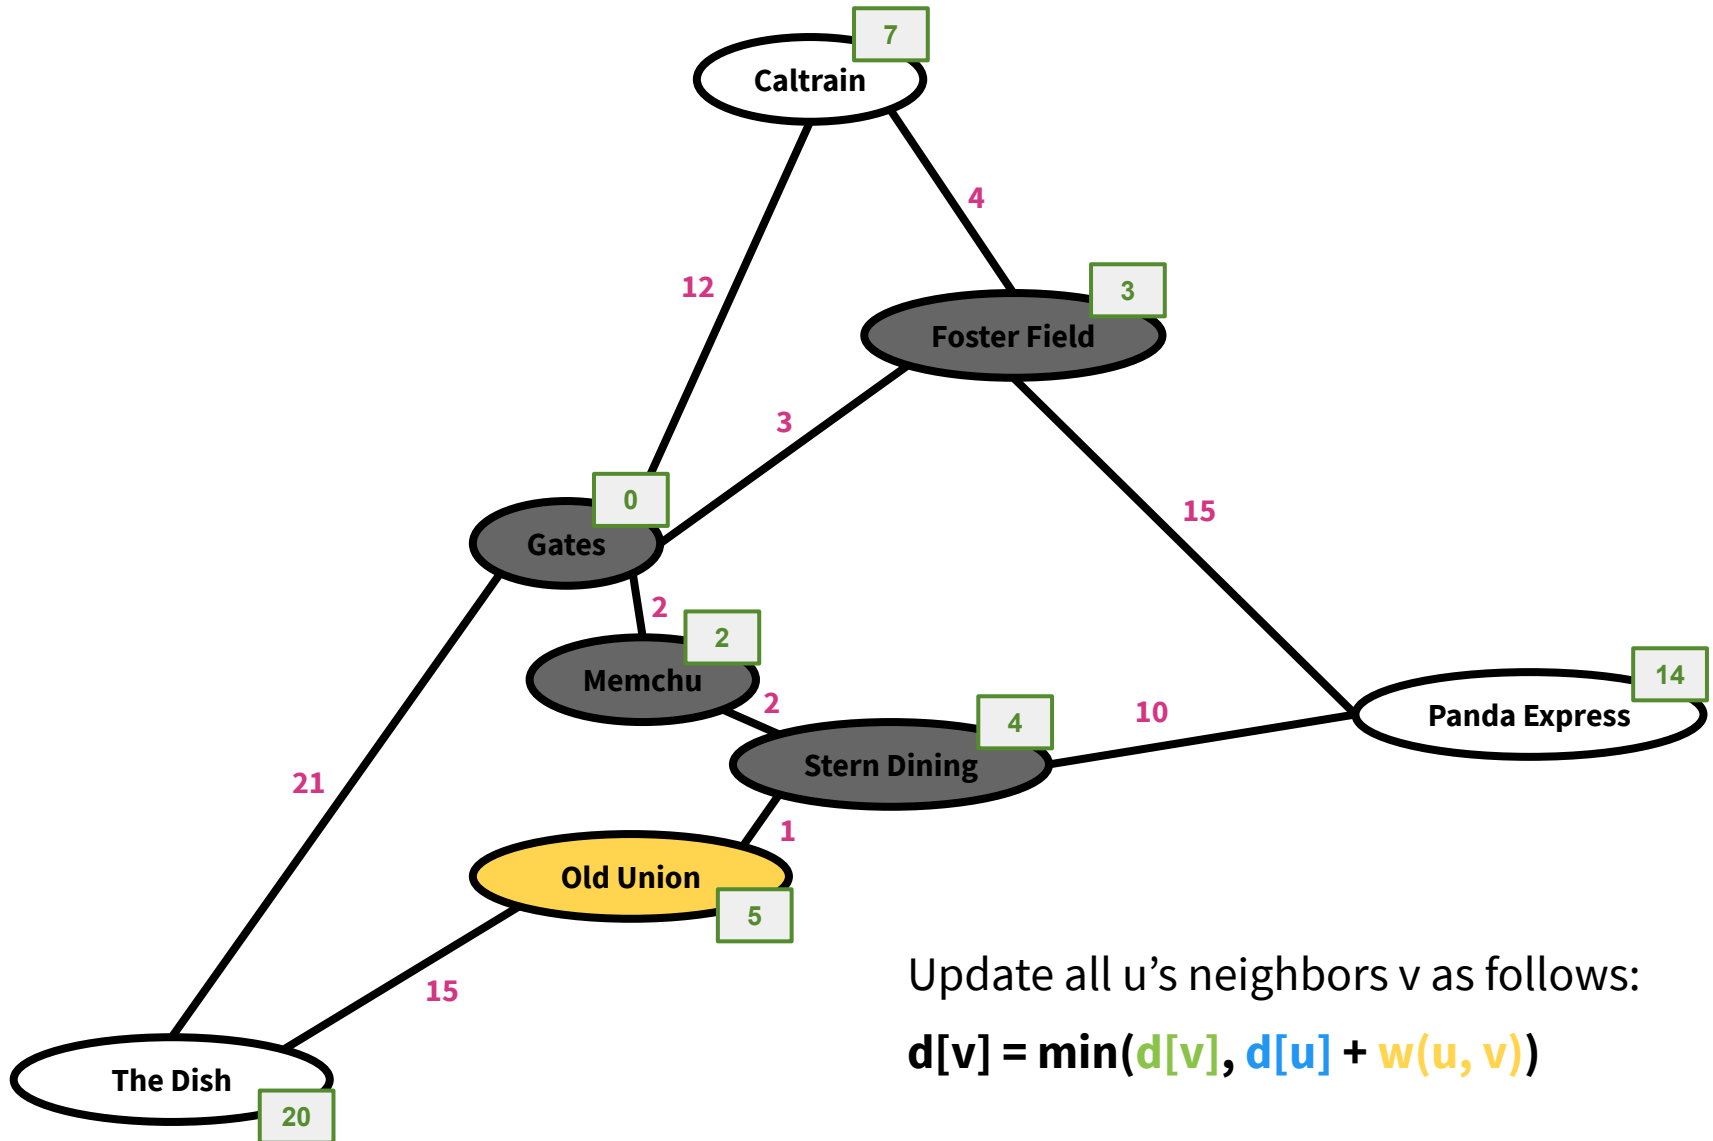 7
Caltrain
4
12
3
Foster Field
3
0
Gates
15
2
2
Memchu
2
4
10
14
Panda Express
Stern Dining
21
1
Old Union
5
15
The Dish
20
Update all u’s neighbors v as follows:
d[v] = min(d[v], d[u] + w(u, v))